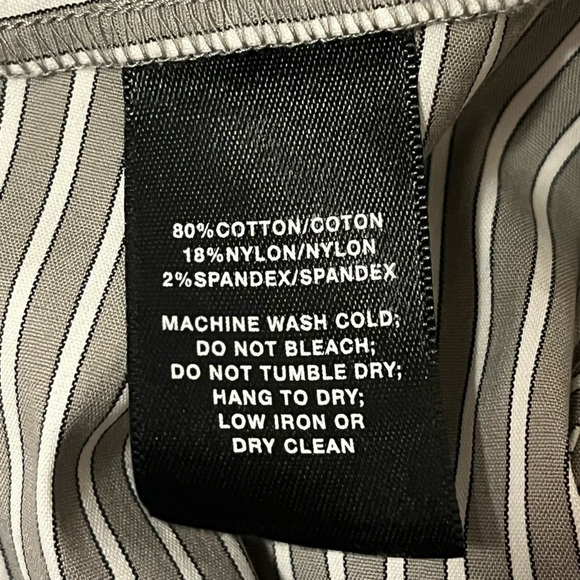 80%COTTON/COTON
18%NYLON/NYLON
2%SPANDEX/SPANDEX
MACHINE WASH COLD;
DO NOT BLEACH;
DO NOT TUMBLE DRY;
HANG TO DRY;
LOW IRON OR
DRY CLEAN